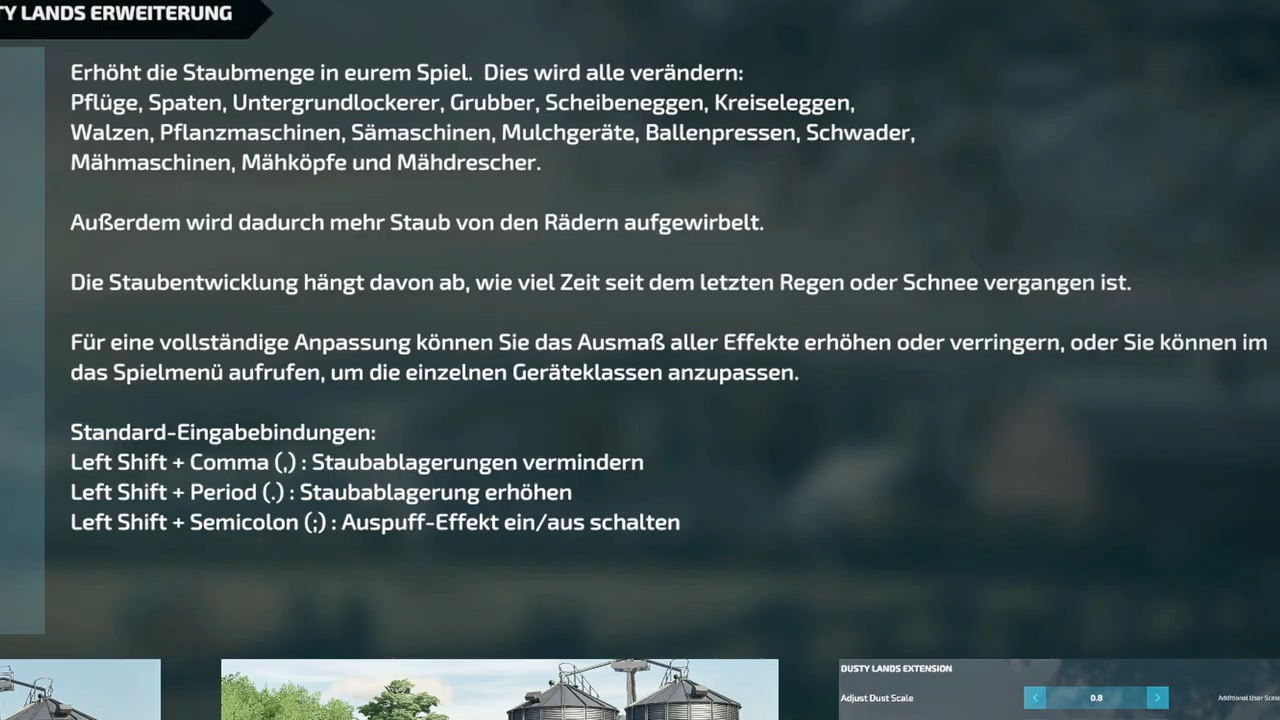 TY LANDS ERWEITERUNG
Erhöht die Staubmenge in eurem Spiel. Dies wird alle verändern:
Pflüge, Spaten, Untergrundlockerer, Grubber, Scheibeneggen, Kreiseleggen,
Walzen, Pflanzmaschinen, Sämaschinen, Mulchgeräte, Ballenpressen, Schwader,
Mähmaschinen, Mähköpfe und Mähdrescher.
Außerdem wird dadurch mehr Staub von den Rädern aufgewirbelt.
Die Staubentwicklung hängt davon ab, wie viel Zeit seit dem letzten Regen oder Schnee vergangen ist.
Für eine vollständige Anpassung können Sie das Ausmaß aller Effekte erhöhen oder verringern, oder Sie können im
das Spielmenü aufrufen, um die einzelnen Geräteklassen anzupassen.
Standard-Eingabebindungen:
Left Shift + Comma (,) : Staubablagerungen vermindern
Left Shift + Period (.) : Staubablagerung erhöhen
Left Shift + Semicolon (;) : Auspuff-Effekt ein/aus schalten
DUSTY LANDS EXTENSION
Adjust Dust Scale
0.8
Additional User Scale